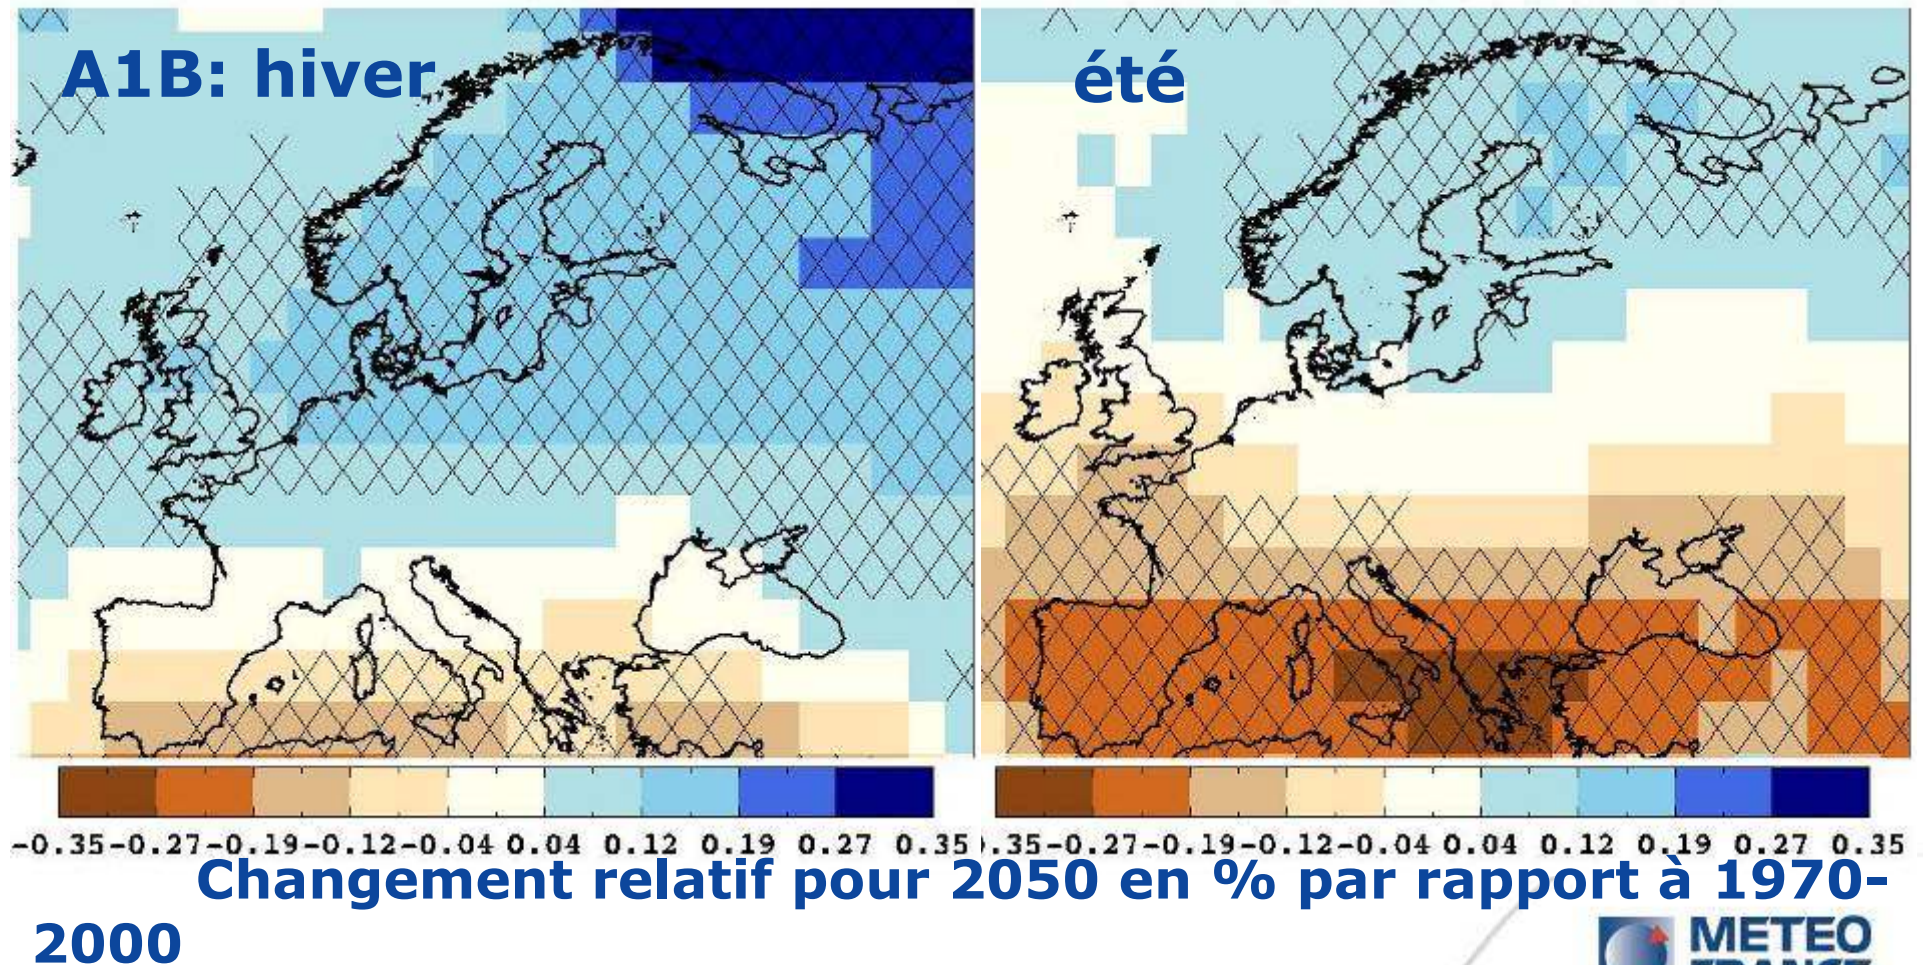 A1B: hiver
été
-0.35-0.27-0.19-0.12-0.04 0.04 0.12 0.19 0.27 0.35
.35-0.27-0.19-0.12-0.04 0.04 0.12 0.19 0.27 0.35
Changement relatif pour 2050 en % par rapport à 1970-
2000
METEO
FRANCE